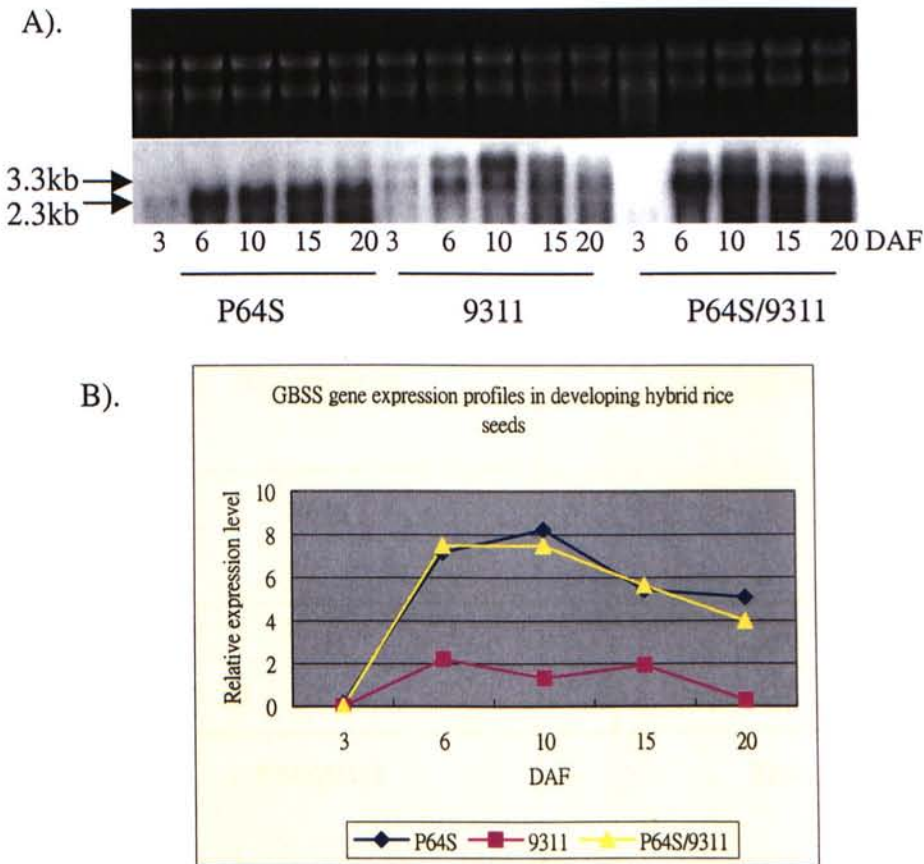 A).
3.3kb
2.3kb
3 6 10 15 20 3 6 10 15 20 3 6 10 15 20 DAF
P64S 9311 P64S/9311
B).
GBSS gene expression profiles in developing hybrid rice
seeds
Relative expression level
10
8
6
4
2
0
3 6 10 15 20
DAF
P64S 9311 P64S/9311